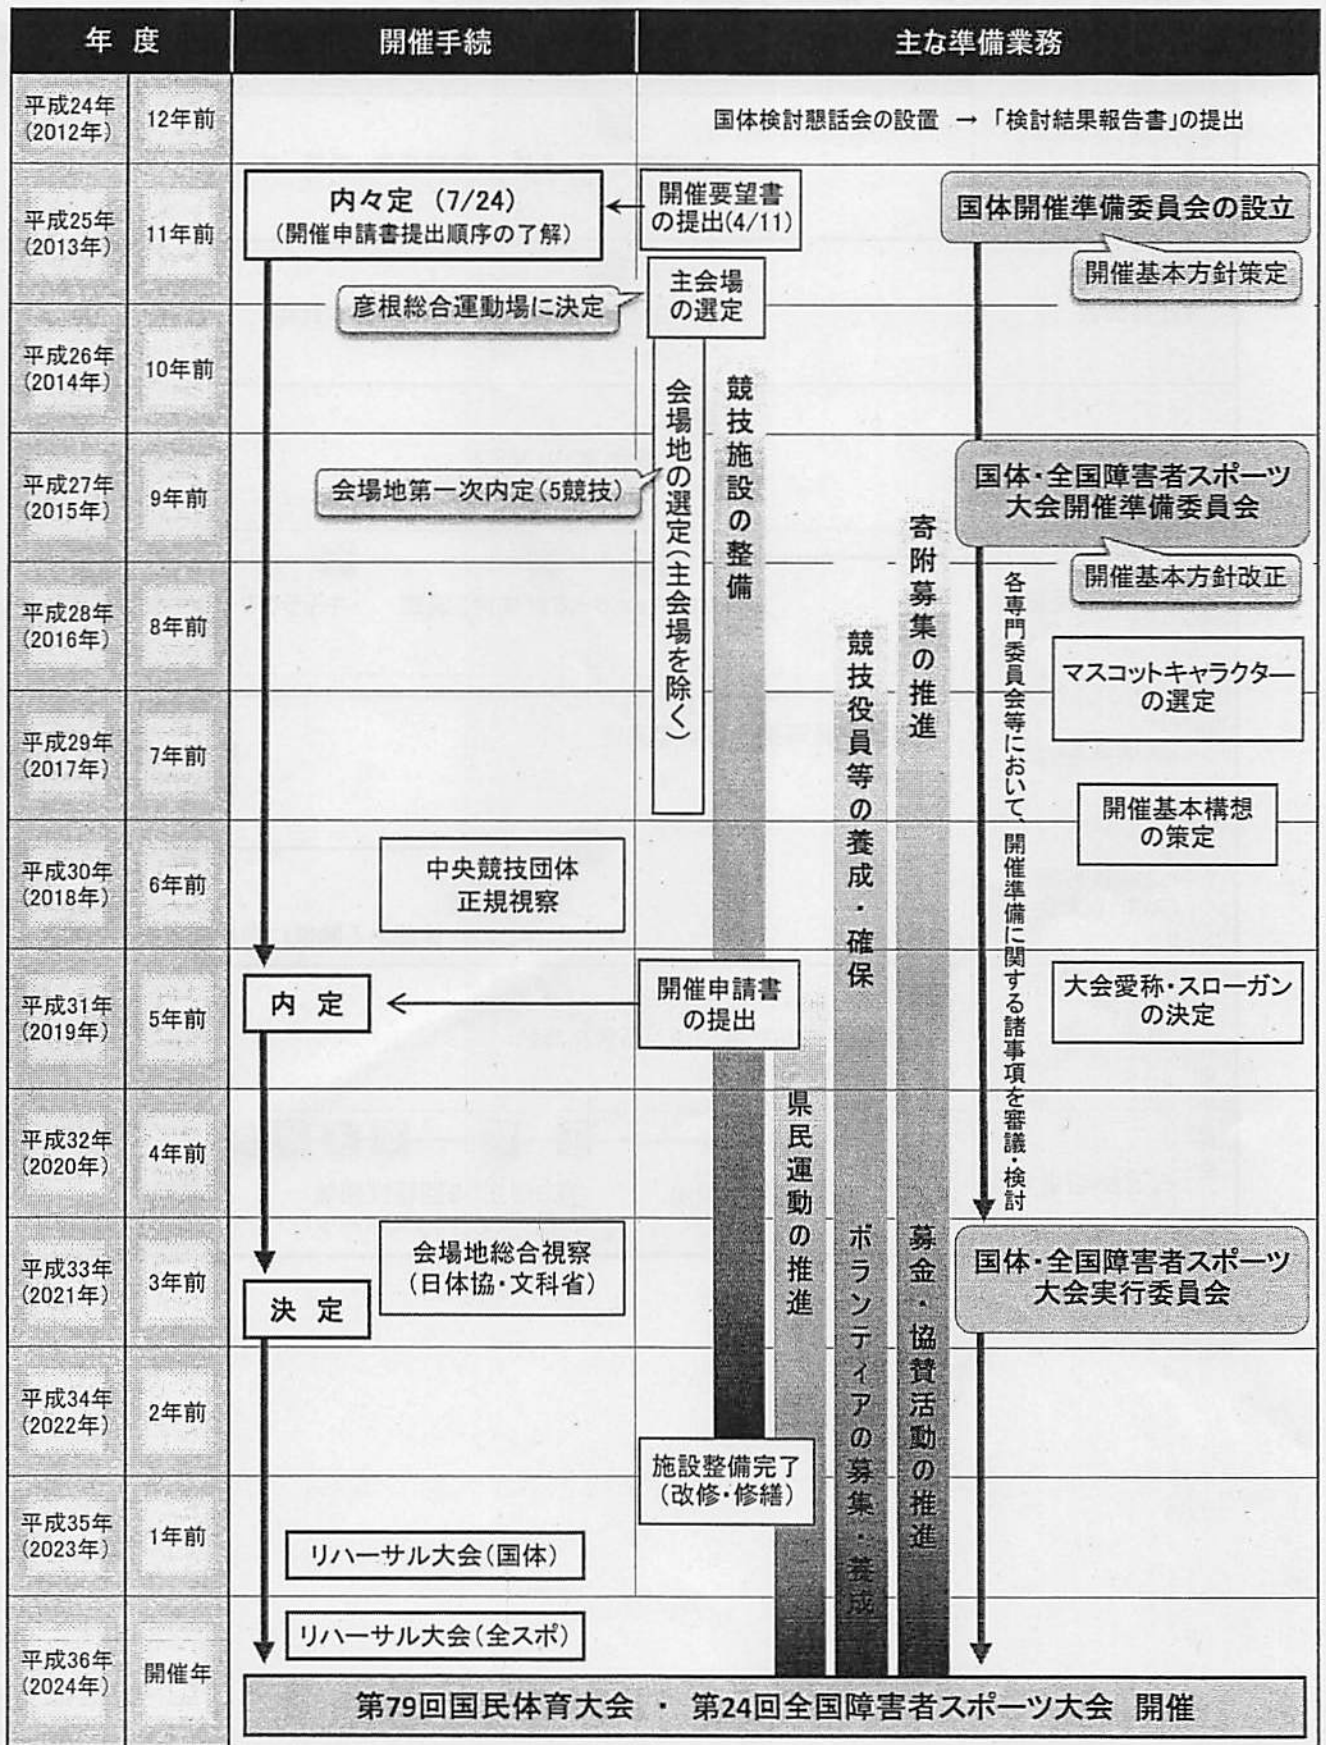 年 度
開催手続
主な準備業務
平成24年
(2012年)
12年前
国体検討懇話会の設置 → 「検討結果報告書」の提出
平成25年
(2013年)
11年前
内々定 (7/24)
(開催申請書提出順序の了解)
開催要望書
の提出(4/11)
国体開催準備委員会の設立
開催基本方針策定
主会場
の選定
彦根総合運動場に決定
平成26年
(2014年)
10年前
会場地の選定(主会場を除く)
競技施設の整備
平成27年
(2015年)
9年前
会場地第一次内定(5競技)
国体・全国障害者スポーツ
大会開催準備委員会
開催基本方針改正
寄附募集の推進
各専門委員会等において、開催準備に関する諸事項を審議・検討
平成28年
(2016年)
8年前
競技役員等の養成・確保
マスコットキャラクター
の選定
平成29年
(2017年)
7年前
開催基本構想
の策定
平成30年
(2018年)
6年前
中央競技団体
正規視察
平成31年
(2019年)
5年前
内 定
開催申請書
の提出
大会愛称・スローガン
の決定
平成32年
(2020年)
4年前
県民運動の推進
平成33年
(2021年)
3年前
会場地総合視察
(日体協・文科省)
決 定
ボランティアの募集・養成
募金・協賛活動の推進
国体・全国障害者スポーツ
大会実行委員会
平成34年
(2022年)
2年前
施設整備完了
(改修・修繕)
平成35年
(2023年)
1年前
リハーサル大会(国体)
平成36年
(2024年)
開催年
リハーサル大会(全スポ)
第79回国民体育大会 ・ 第24回全国障害者スポーツ大会 開催